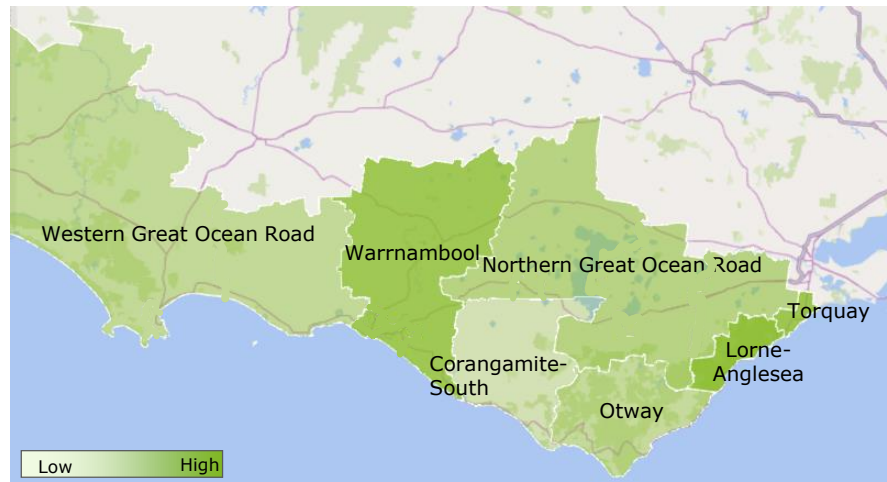 Western Great Ocean Road
Warrnambool
Northern Great Ocean Road
Torquay
Lorne-
Anglesea
Corangamite-
South
Otway
Low
High